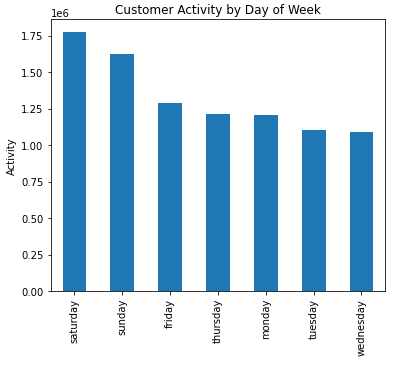 Customer Activity by Day of Week
1e6
1.75
1.50
1.25
1.00
0.75
0.50
0.25
0.00
Activity
saturday
sunday
friday
thursday
monday
tuesday
wednesday